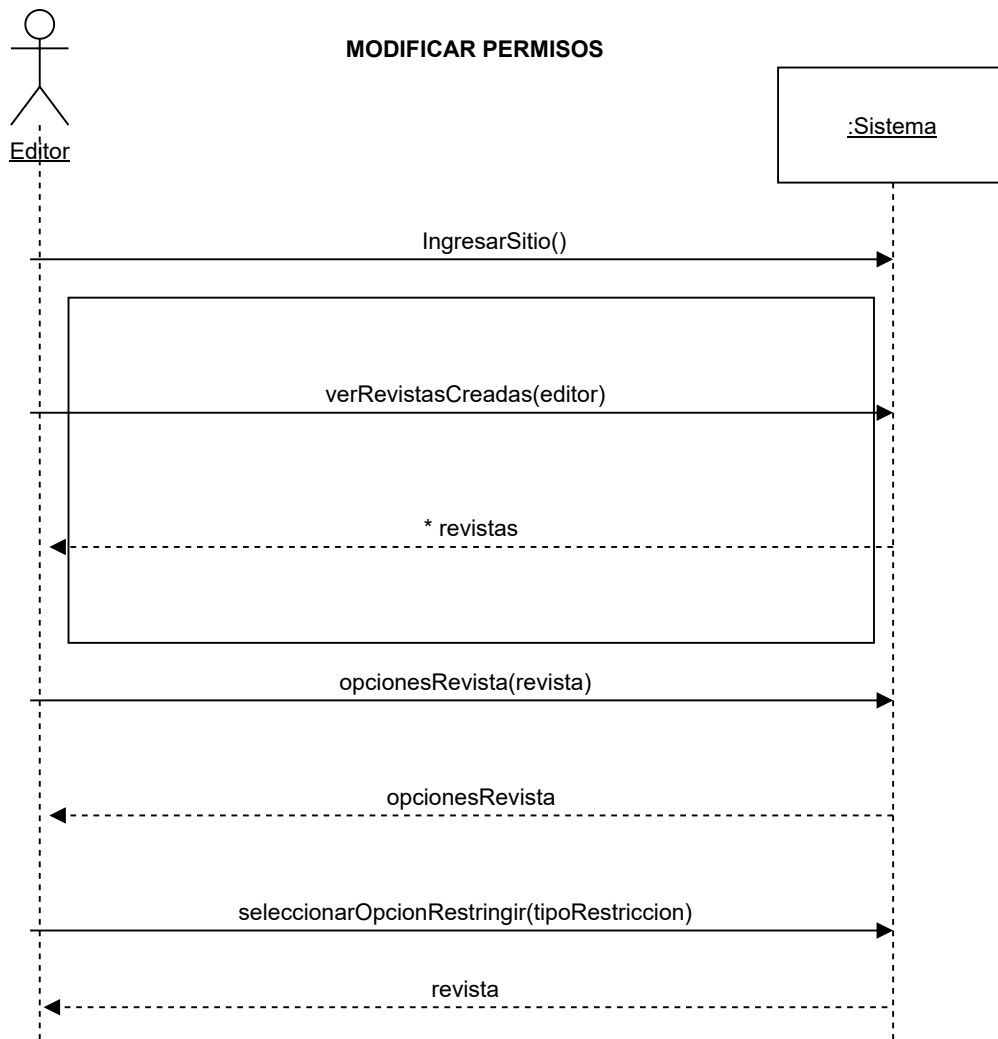 MODIFICAR PERMISOS
:Sistema
Editor
IngresarSitio()
verRevistasCreadas(editor)
* revistas
opcionesRevista(revista)
opcionesRevista
seleccionarOpcionRestringir(tipoRestriccion)
revista